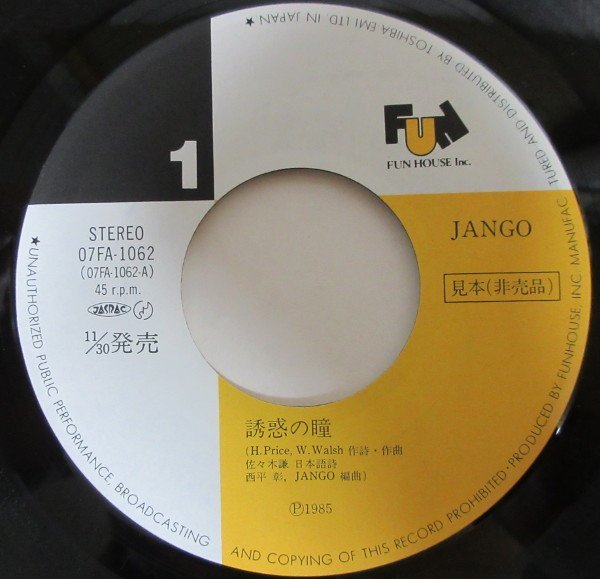 1
FUN
FUN HOUSE Inc.
STEREO
07FA-1062
(07FA-1062-A)
45 r.p.m.
JASRAC
11/30発売
JANGO
見本(非売品)
誘惑の瞳
(H. Price, W. Walsh 作詩・作曲
佐々木謙 日本語詩
西平 彰, JANGO 編曲)
Ⓟ1985
★UNAUTHORIZED PUBLIC PERFORMANCE, BROADCASTING AND COPYING OF THIS RECORD PROHIBITED・PRODUCED BY FUNHOUSE INC. MANUFACTURED AND DISTRIBUTED BY TOSHIBA EMI LTD. IN JAPAN★